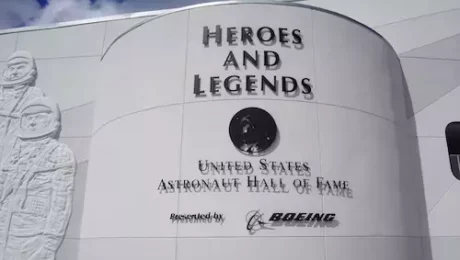 HEROES
AND
LEGENDS
UNITED STATES
ASTRONAUT HALL OF FAME
Presented by BOEING